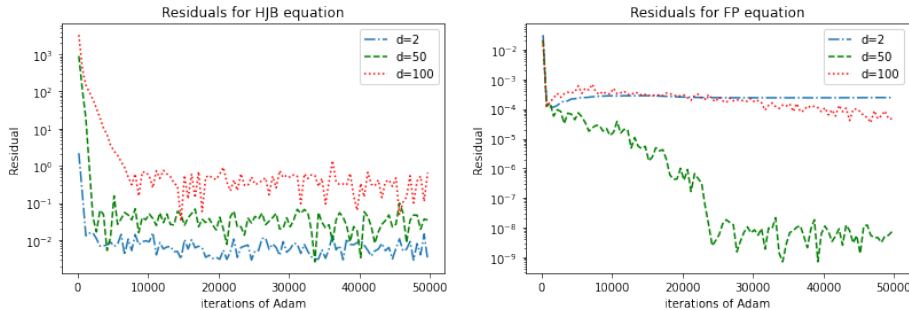 Residuals for HJB equation
Residual
10³
10²
10¹
10⁰
10⁻¹
10⁻²
d=2
d=50
d=100
0
10000
20000
30000
40000
50000
iterations of Adam
Residuals for FP equation
Residual
10⁻²
10⁻³
10⁻⁴
10⁻⁵
10⁻⁶
10⁻⁷
10⁻⁸
10⁻⁹
d=2
d=50
d=100
0
10000
20000
30000
40000
50000
iterations of Adam